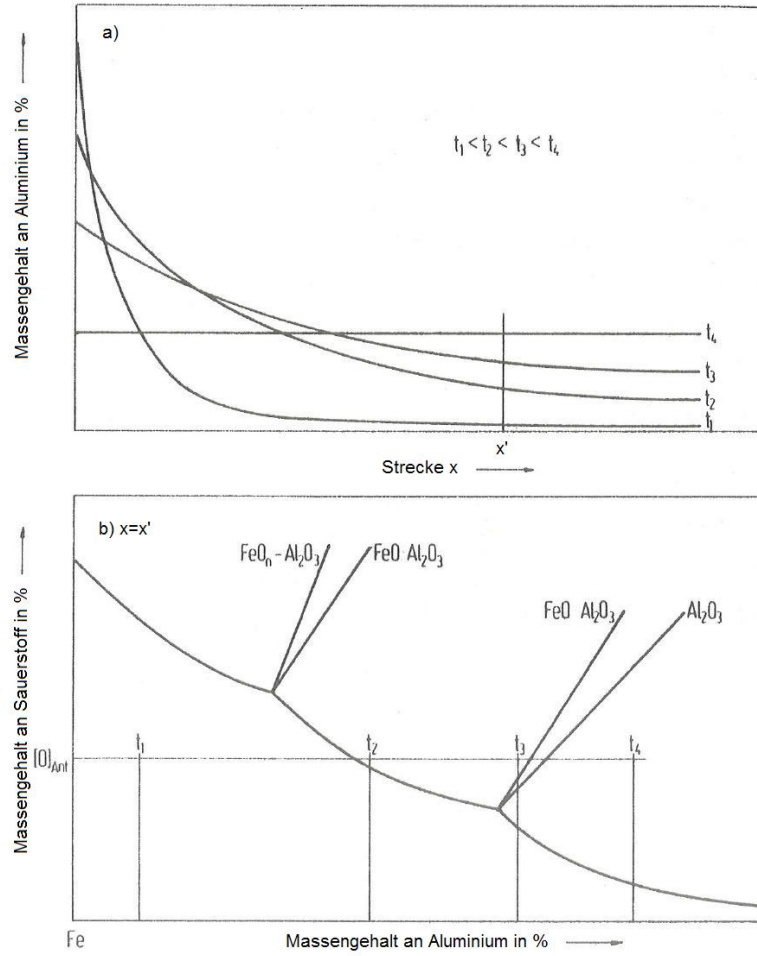 a)
Massengehalt an Aluminium in %
t₁ < t₂ < t₃ < t₄
t₄
t₃
t₂
t₁
x'
Strecke x
b) x=x'
Massengehalt an Sauerstoff in %
FeOₙ-Al₂O₃ FeO Al₂O₃
FeO Al₂O₃ Al₂O₃
[O]Anf
t₁ t₂ t₃ t₄
Fe
Massengehalt an Aluminium in %